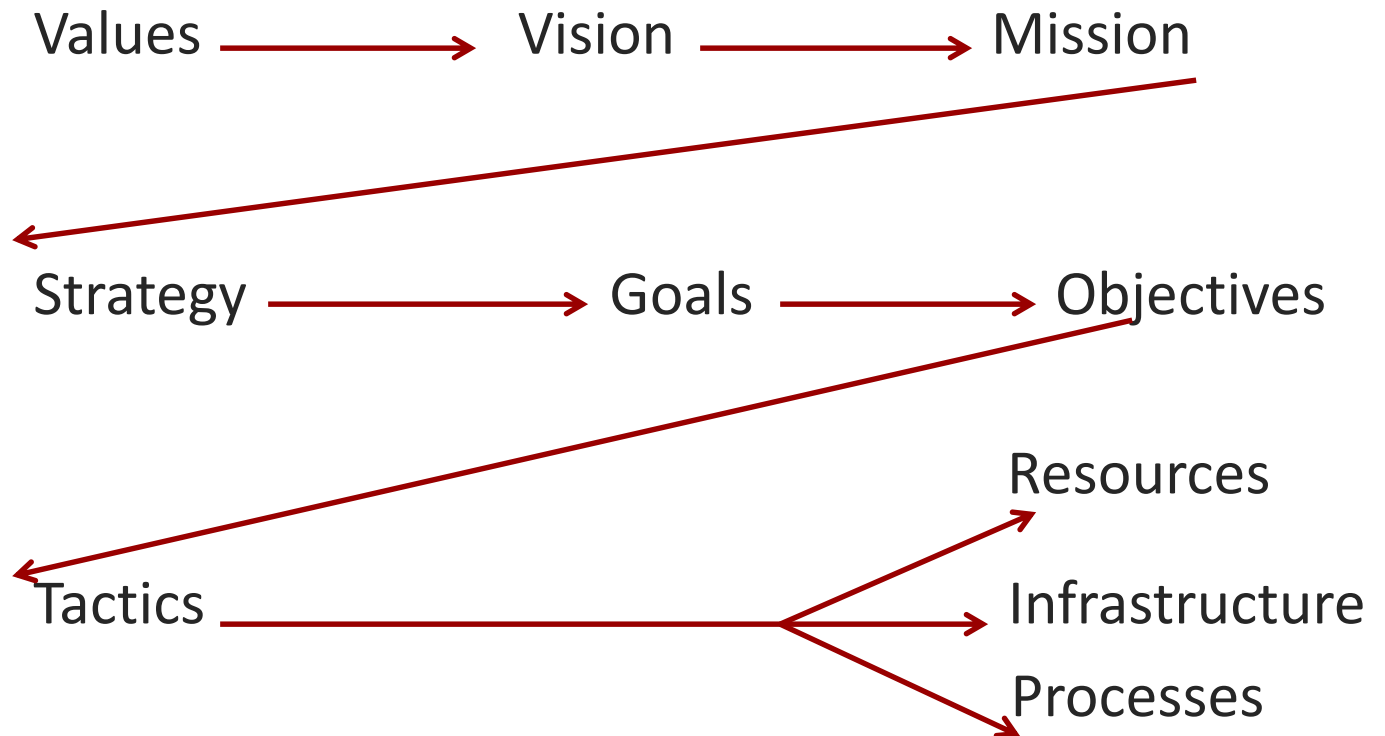 Values Vision Mission
Strategy Goals Objectives
Resources
Tactics Infrastructure
Processes